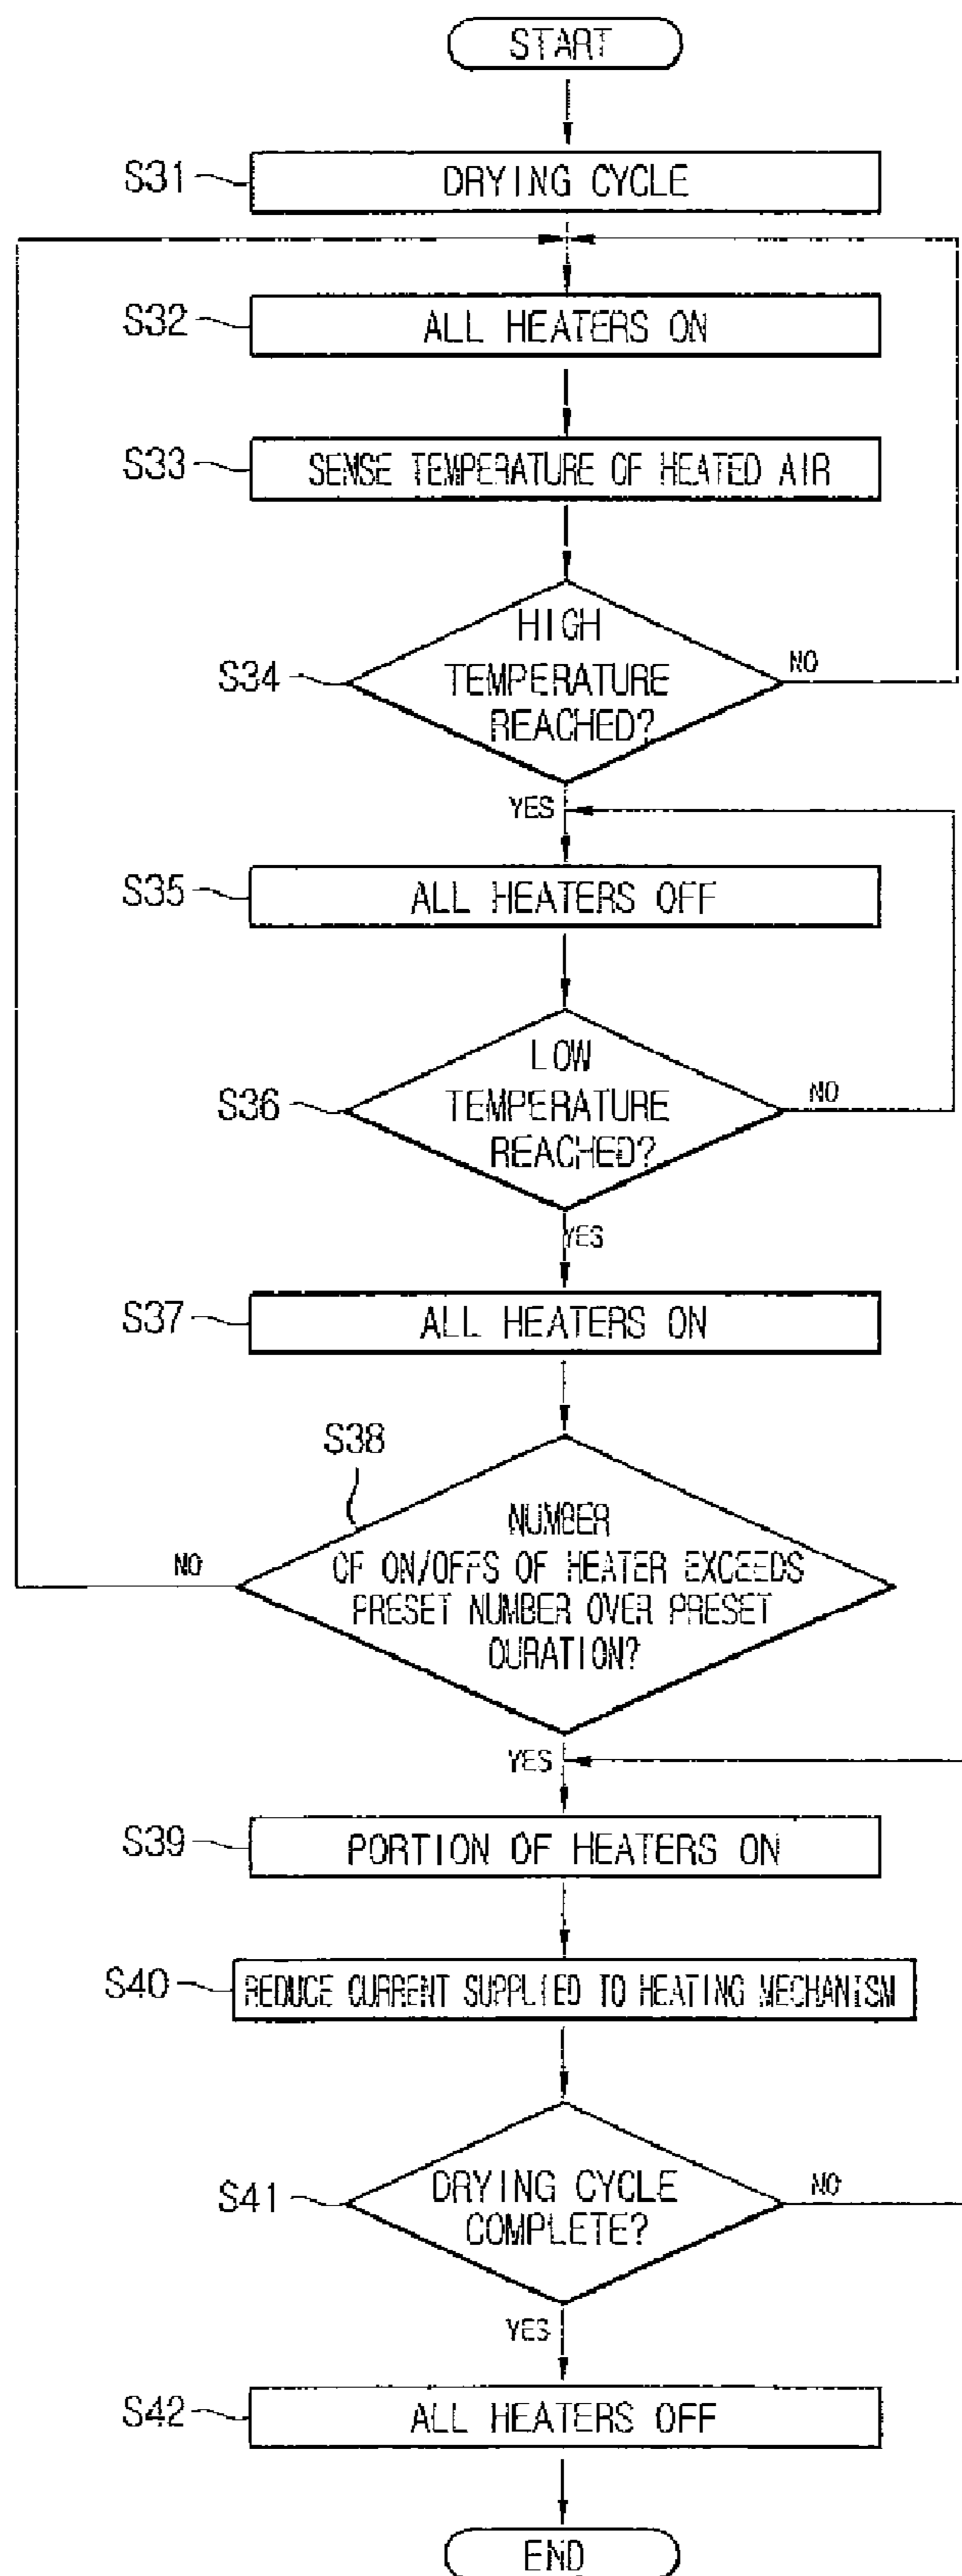 START
S31
DRYING CYCLE
S32
ALL HEATERS ON
S33
SENSE TEMPERATURE OF HEATED AIR
HIGH
S34
TEMPERATURE
NO
REACHED?
YES
S35
ALL HEATERS OFF
LOW
S36
TEMPERATURE
NO
REACHED?
YES
S37
ALL HEATERS ON
S38
NUMBER
NO
OF ON/OFFS OF HEATER EXCEEDS
PRESET NUMBER OVER PRESET
DURATION?
YES
S39
PORTION OF HEATERS ON
S40
REDUCE CURRENT SUPPLIED TO HEATING MECHANISM
S41
DRYING CYCLE
NO
COMPLETE?
YES
S42
ALL HEATERS OFF
END